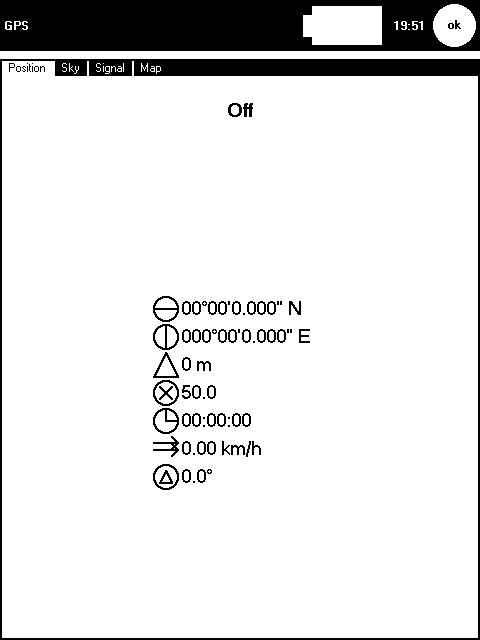 GPS
19:51
ok
Position
Sky
Signal
Map
Off
00°00'0.000" N
000°00'0.000" E
0 m
50.0
00:00:00
0.00 km/h
0.0°